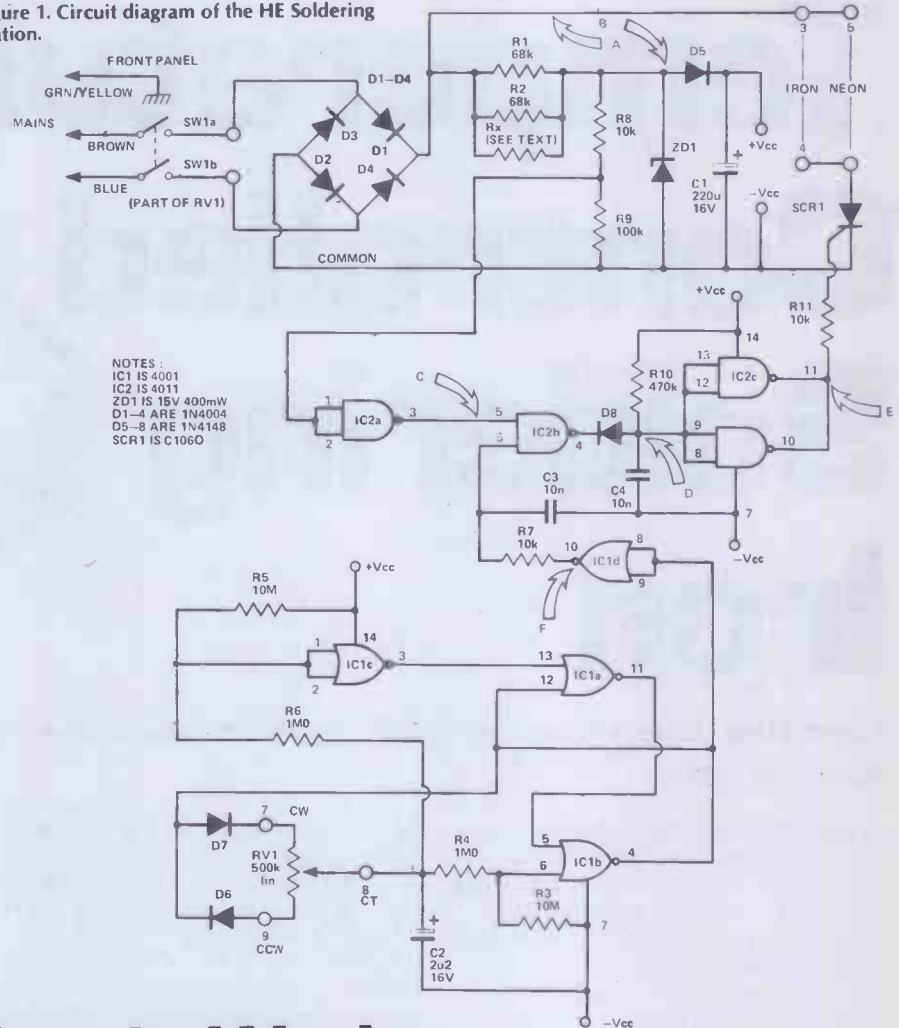 ure 1. Circuit diagram of the HE Soldering
ation.
FRONT PANEL
GRN/YELLOW
MAINS
BROWN
BLUE
SW1a
SW1b
(PART OF RV1)
D1–D4
D3
D1
D2
D4
COMMON
R1
68k
R2
68k
Rx
(SEE TEXT)
B
A
D5
3
5
IRON
NEON
4
R8
10k
R9
100k
ZD1
+
C1
220u
16V
+Vcc
−Vcc
SCR1
R11
10k
NOTES :
IC1 IS 4001
IC2 IS 4011
ZD1 IS 15V 400mW
D1–4 ARE 1N4004
D5–8 ARE 1N4148
SCR1 IS C106D
C
1
2
IC2a
3
5
6
IC2b
4
D8
R10
470k
+Vcc
14
13
12
IC2c
11
E
9
8
10
D
C3
10n
C4
10n
7
−Vcc
R7
10k
10
IC1d
8
9
F
R5
10M
+Vcc
14
1
2
IC1c
3
13
12
IC1a
11
R6
1M0
D7
7
CW
RV1
500k
lin
D6
9
CCW
8
CT
R4
1M0
5
6
IC1b
4
R3
10M
7
+
C2
2u2
16V
−Vcc